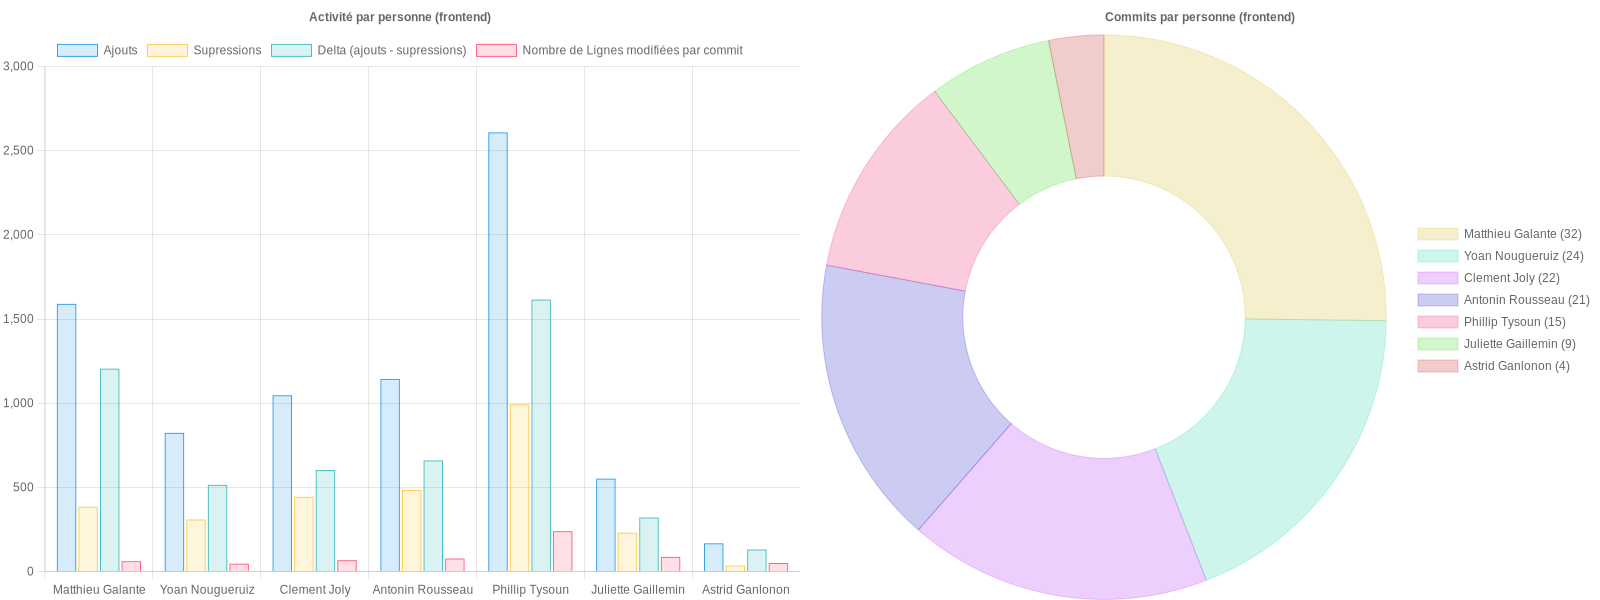 Activité par personne (frontend)
Ajouts Supressions Delta (ajouts - supressions) Nombre de Lignes modifiées par commit
3,000
2,500
2,000
1,500
1,000
500
0
Matthieu Galante Yoan Nougueruiz Clement Joly Antonin Rousseau Phillip Tysoun Juliette Gaillemin Astrid Ganlonon
Commits par personne (frontend)
Matthieu Galante (32)
Yoan Nougueruiz (24)
Clement Joly (22)
Antonin Rousseau (21)
Phillip Tysoun (15)
Juliette Gaillemin (9)
Astrid Ganlonon (4)